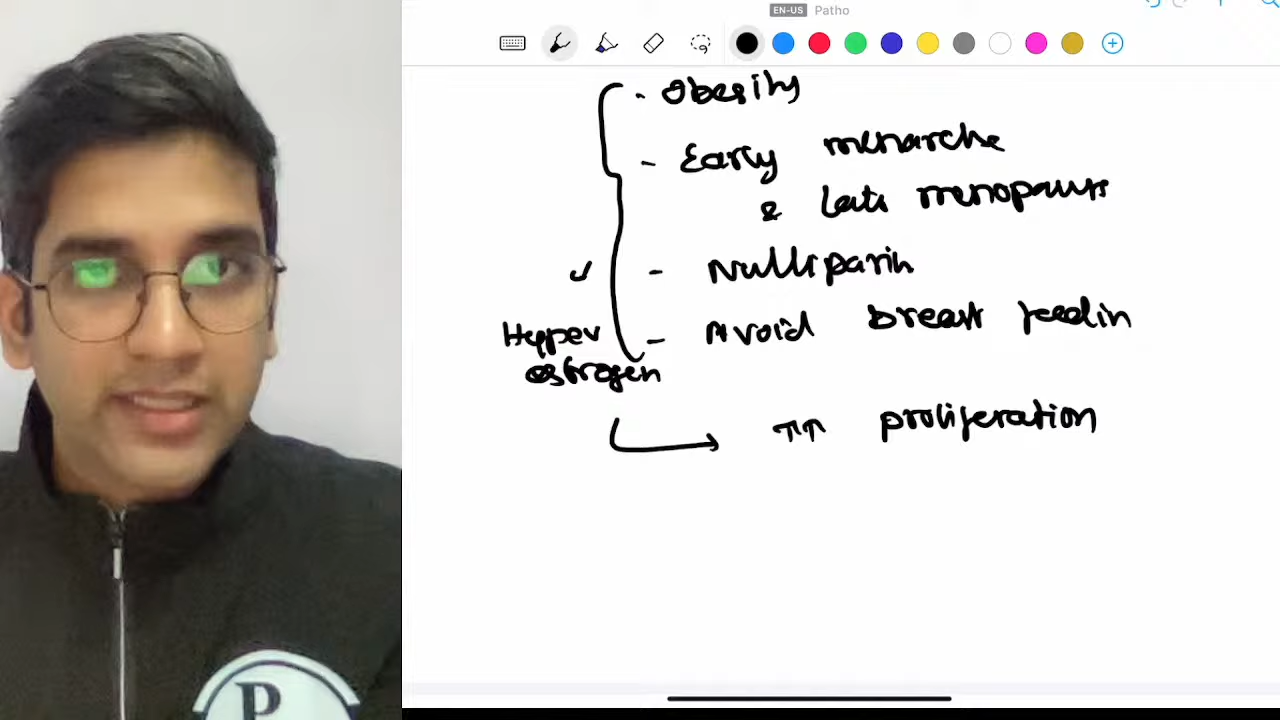 EN-US Patho
- Obesity
- Early menarche
& late menopause
- Nulliparity
- Avoid breast feedin
Hyper
estrogen
↑↑ proliferation
P